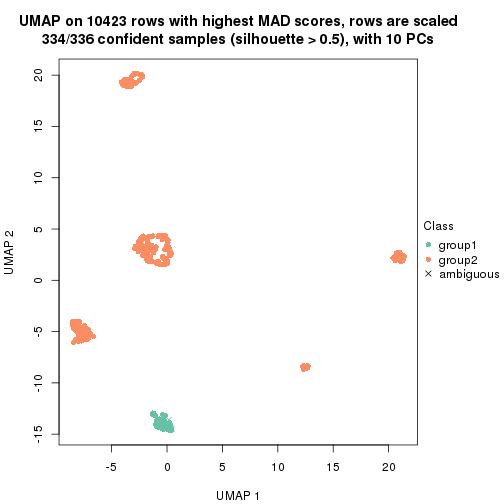 UMAP on 10423 rows with highest MAD scores, rows are scaled
334/336 confident samples (silhouette > 0.5), with 10 PCs
20
15
10
5
0
-5
-10
-15
UMAP 2
-5
0
5
10
15
20
UMAP 1
Class
group1
group2
ambiguous